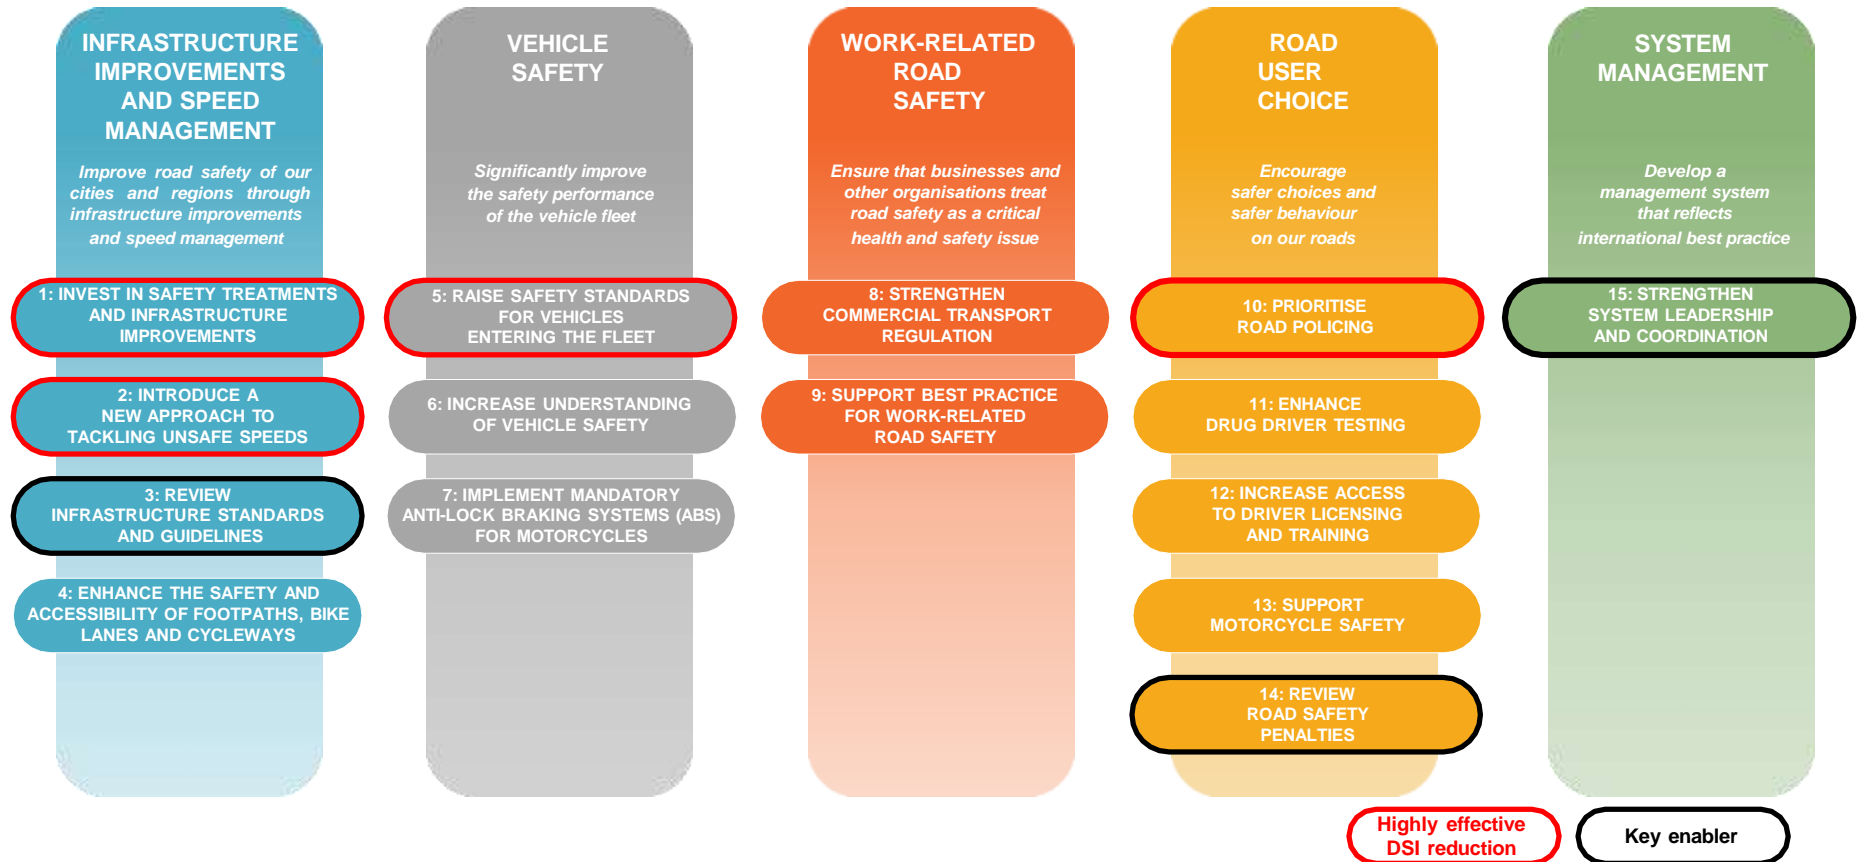 INFRASTRUCTURE
IMPROVEMENTS
AND SPEED
MANAGEMENT
Improve road safety of our
cities and regions through
infrastructure improvements
and speed management
1: INVEST IN SAFETY TREATMENTS
AND INFRASTRUCTURE
IMPROVEMENTS
2: INTRODUCE A
NEW APPROACH TO
TACKLING UNSAFE SPEEDS
3: REVIEW
INFRASTRUCTURE STANDARDS
AND GUIDELINES
4: ENHANCE THE SAFETY AND
ACCESSIBILITY OF FOOTPATHS, BIKE
LANES AND CYCLEWAYS
VEHICLE
SAFETY
Significantly improve
the safety performance
of the vehicle fleet
5: RAISE SAFETY STANDARDS
FOR VEHICLES
ENTERING THE FLEET
6: INCREASE UNDERSTANDING
OF VEHICLE SAFETY
7: IMPLEMENT MANDATORY
ANTI-LOCK BRAKING SYSTEMS (ABS)
FOR MOTORCYCLES
WORK-RELATED
ROAD
SAFETY
Ensure that businesses and
other organisations treat
road safety as a critical
health and safety issue
8: STRENGTHEN
COMMERCIAL TRANSPORT
REGULATION
9: SUPPORT BEST PRACTICE
FOR WORK-RELATED
ROAD SAFETY
ROAD
USER
CHOICE
Encourage
safer choices and
safer behaviour
on our roads
10: PRIORITISE
ROAD POLICING
11: ENHANCE
DRUG DRIVER TESTING
12: INCREASE ACCESS
TO DRIVER LICENSING
AND TRAINING
13: SUPPORT
MOTORCYCLE SAFETY
14: REVIEW
ROAD SAFETY
PENALTIES
SYSTEM
MANAGEMENT
Develop a
management system
that reflects
international best practice
15: STRENGTHEN
SYSTEM LEADERSHIP
AND COORDINATION
Highly effective
DSI reduction
Key enabler